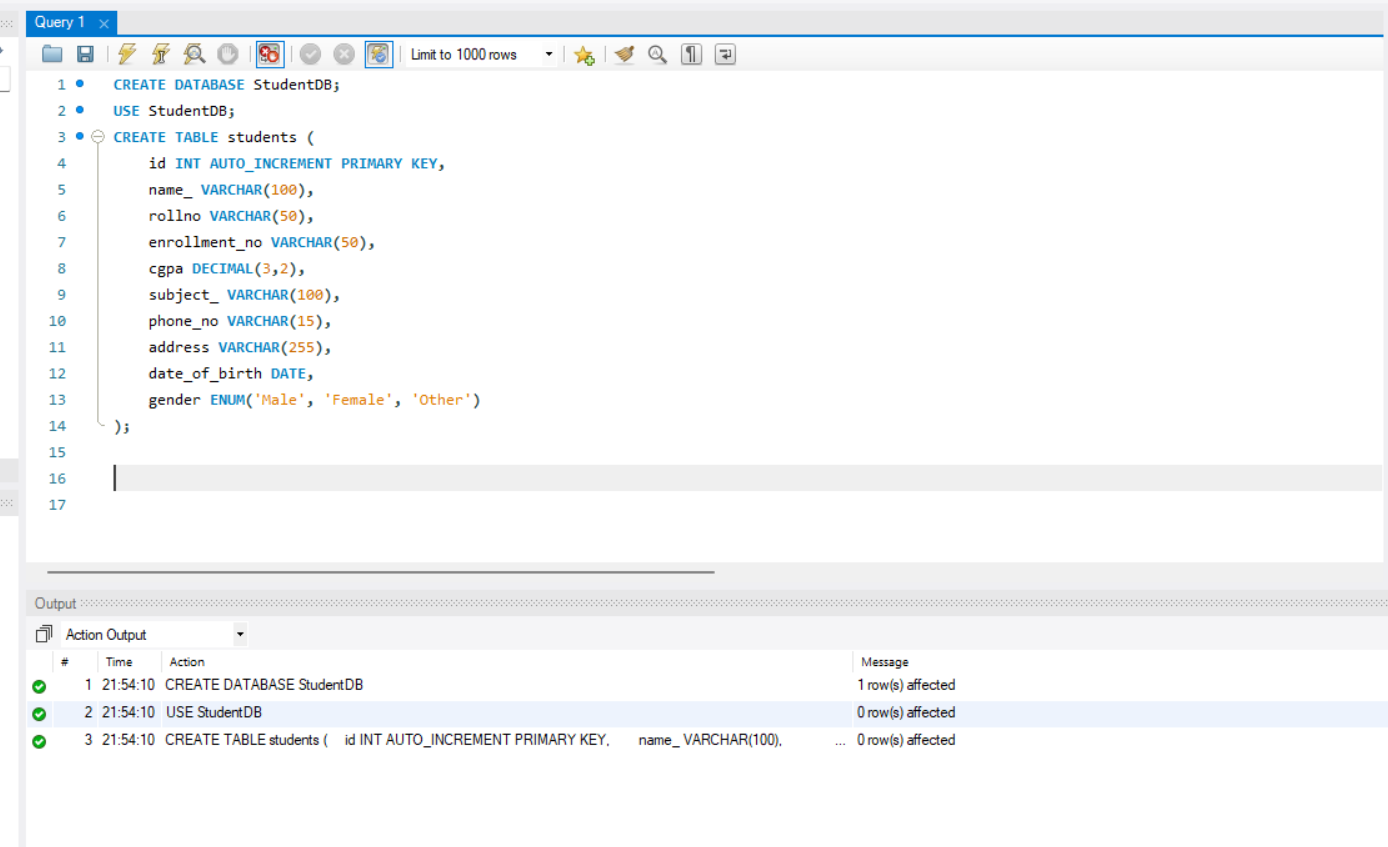 Query 1
Limit to 1000 rows
1 CREATE DATABASE StudentDB;
2 USE StudentDB;
3 CREATE TABLE students (
4 id INT AUTO_INCREMENT PRIMARY KEY,
5 name_ VARCHAR(100),
6 rollno VARCHAR(50),
7 enrollment_no VARCHAR(50),
8 cgpa DECIMAL(3,2),
9 subject_ VARCHAR(100),
10 phone_no VARCHAR(15),
11 address VARCHAR(255),
12 date_of_birth DATE,
13 gender ENUM('Male', 'Female', 'Other')
14 );
15
16
17
Output
Action Output
# Time Action Message
1 21:54:10 CREATE DATABASE StudentDB 1 row(s) affected
2 21:54:10 USE StudentDB 0 row(s) affected
3 21:54:10 CREATE TABLE students ( id INT AUTO_INCREMENT PRIMARY KEY, name_ VARCHAR(100), ... 0 row(s) affected